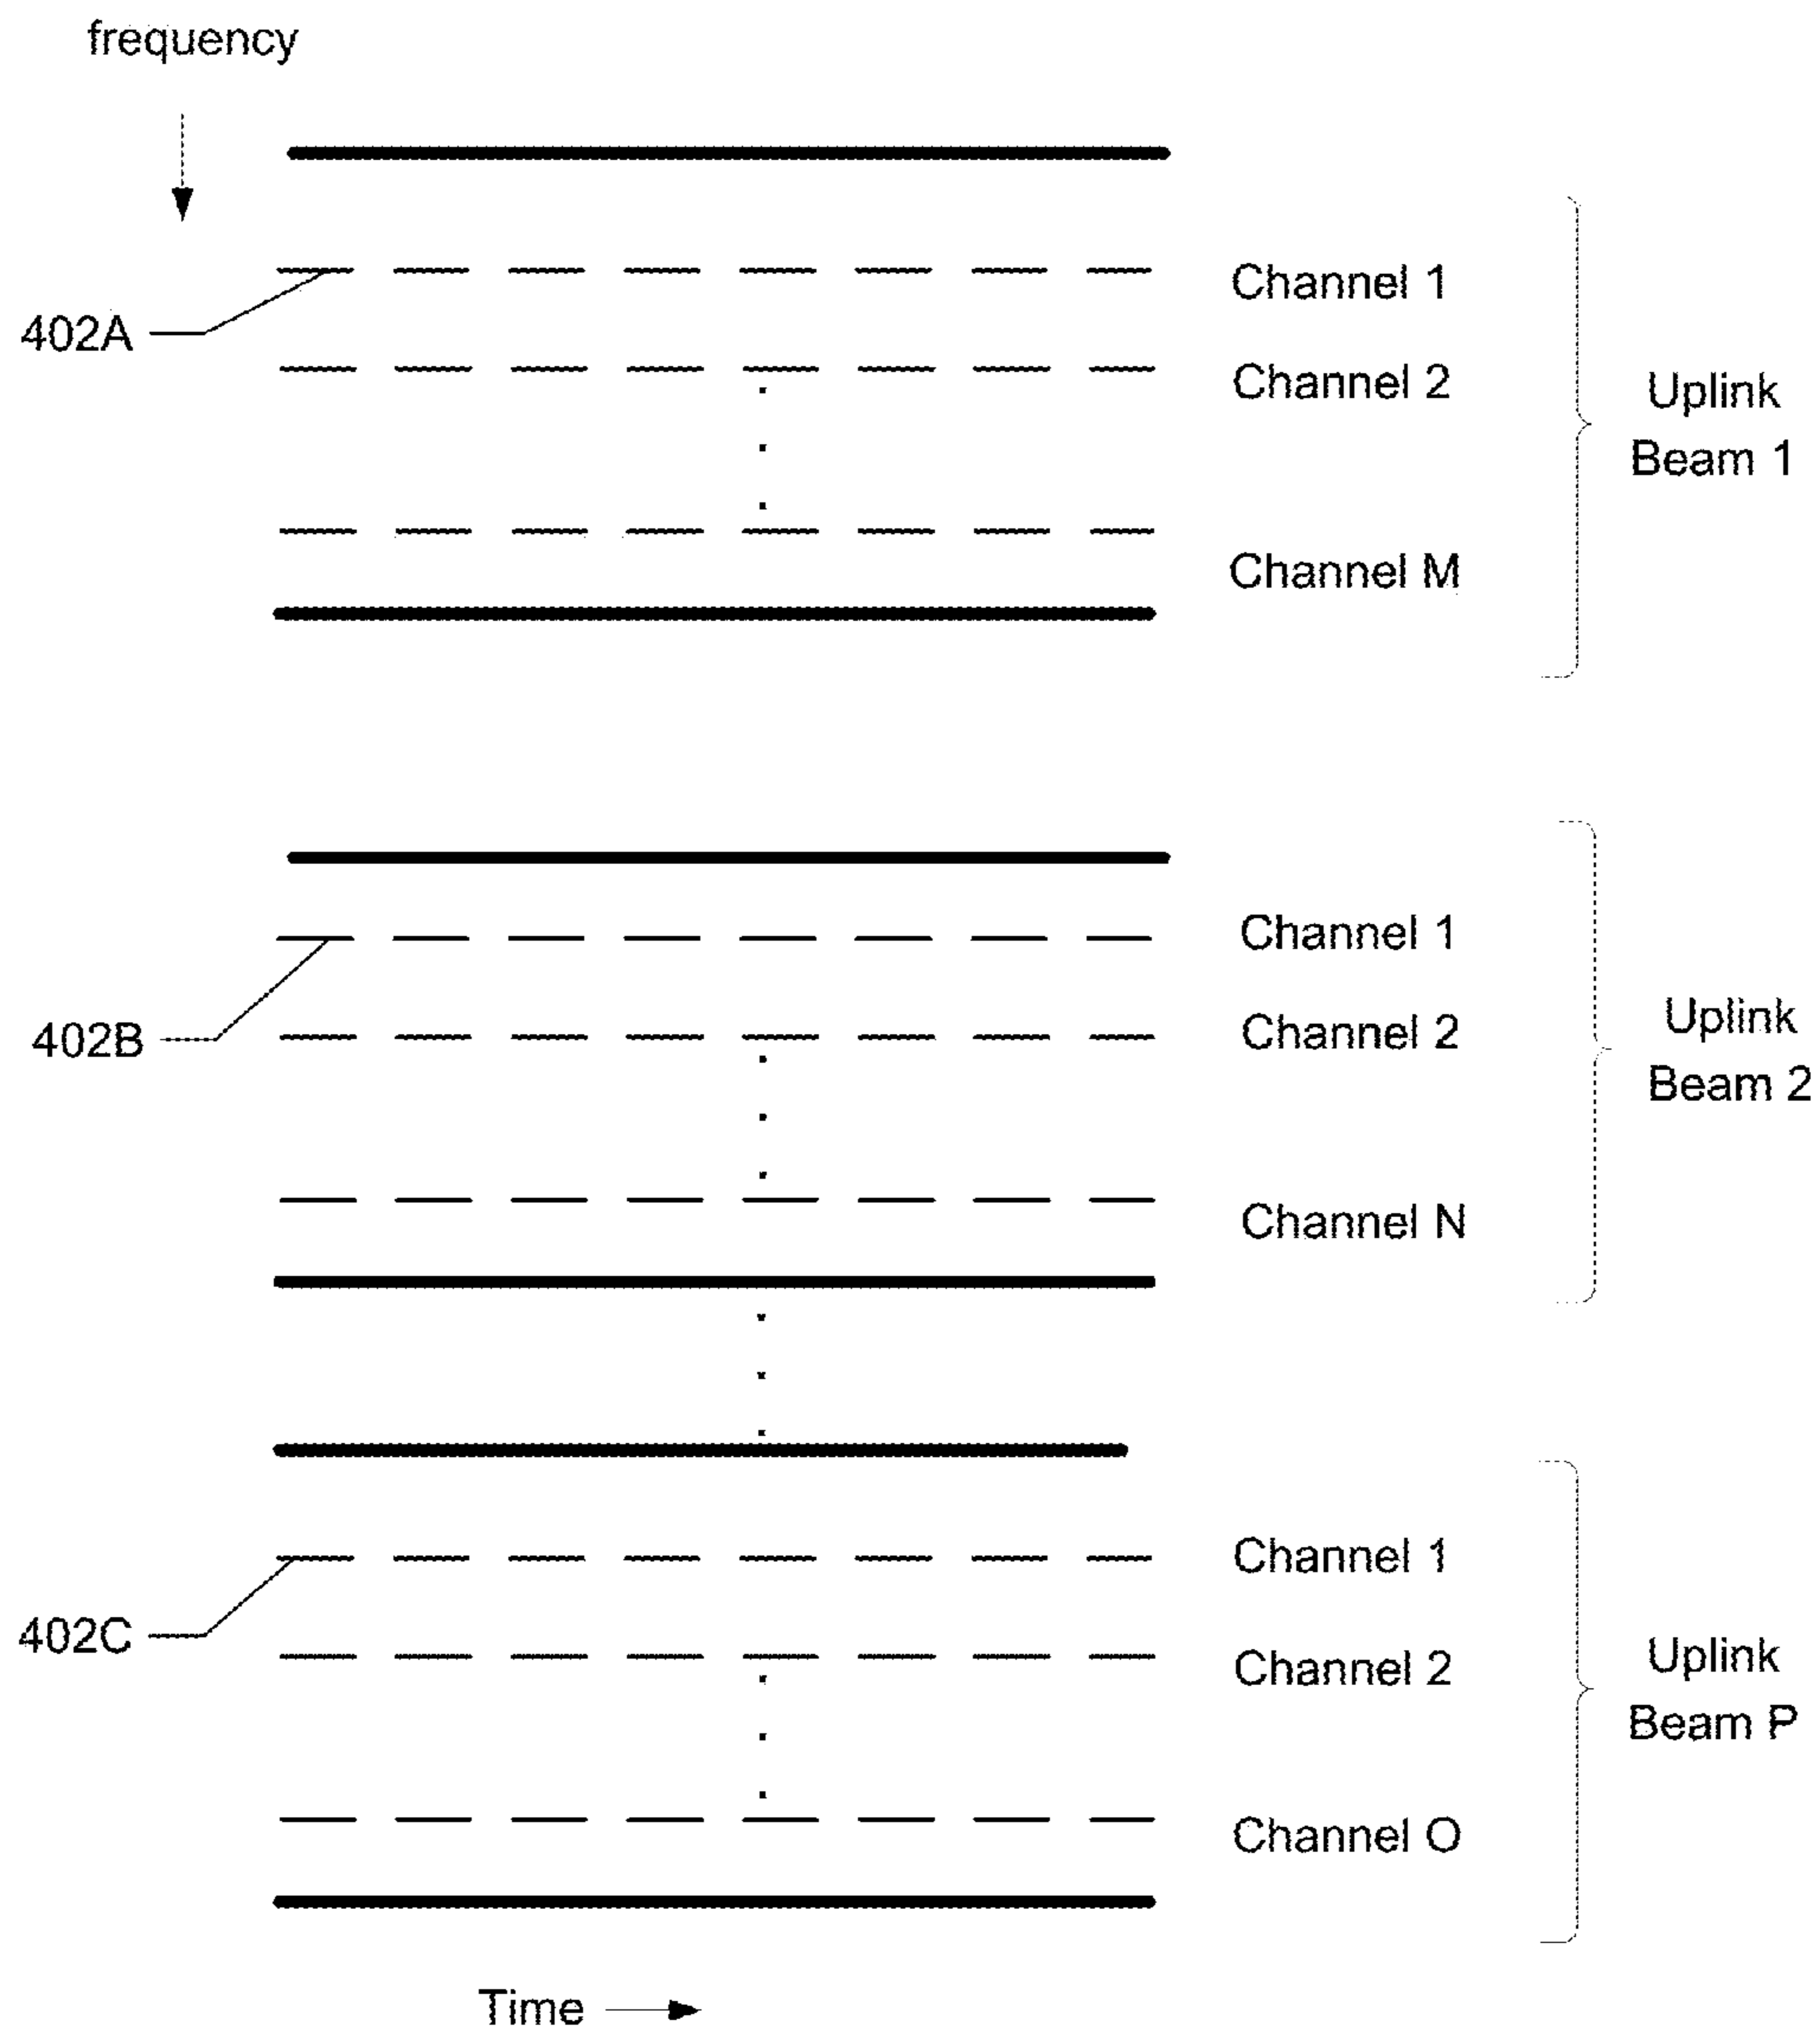 frequency
Channel 1
402A
Channel 2
Uplink
Beam 1
Channel M
Channel 1
402B
Channel 2
Uplink
Beam 2
Channel N
Channel 1
402C
Channel 2
Uplink
Beam P
Channel O
Time